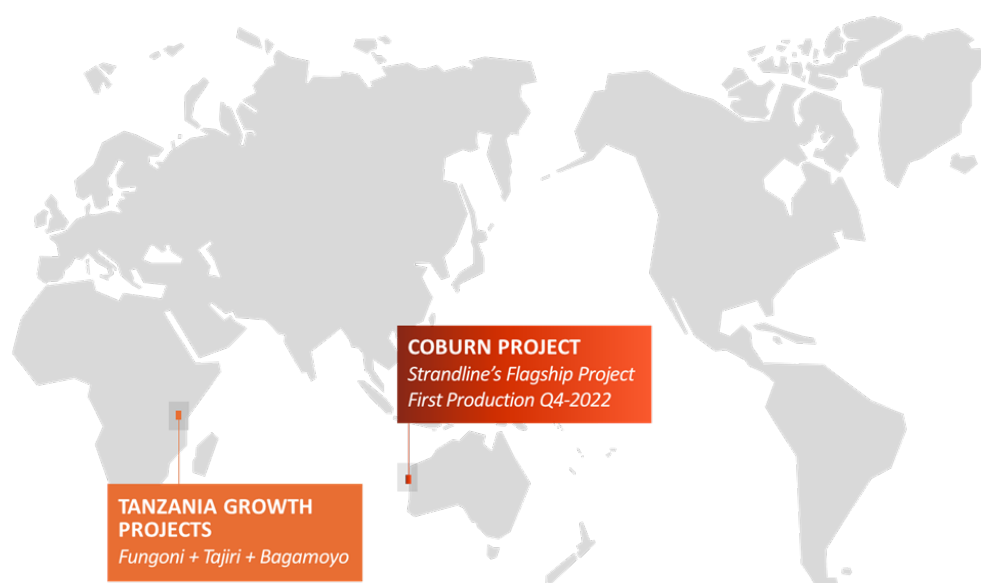 COBURN PROJECT
Strandline's Flagship Project
First Production Q4-2022
TANZANIA GROWTH
PROJECTS
Fungoni + Tajiri + Bagamoyo